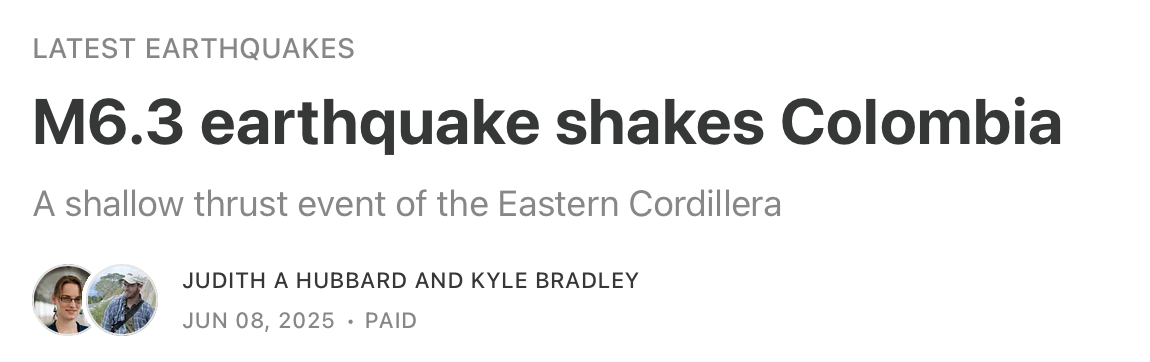 LATEST EARTHQUAKES
M6.3 earthquake shakes Colombia
A shallow thrust event of the Eastern Cordillera
JUDITH A HUBBARD AND KYLE BRADLEY
JUN 08, 2025 • PAID